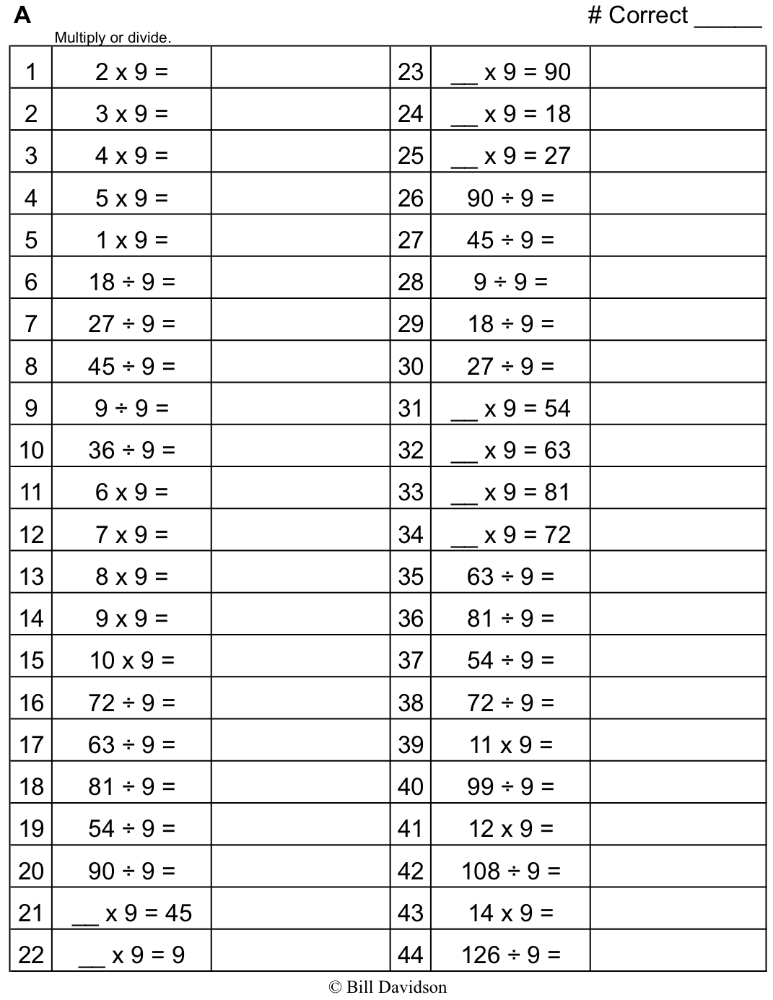 A # Correct _____
Multiply or divide.
1 2 x 9 = 23 __ x 9 = 90
2 3 x 9 = 24 __ x 9 = 18
3 4 x 9 = 25 __ x 9 = 27
4 5 x 9 = 26 90 ÷ 9 =
5 1 x 9 = 27 45 ÷ 9 =
6 18 ÷ 9 = 28 9 ÷ 9 =
7 27 ÷ 9 = 29 18 ÷ 9 =
8 45 ÷ 9 = 30 27 ÷ 9 =
9 9 ÷ 9 = 31 __ x 9 = 54
10 36 ÷ 9 = 32 __ x 9 = 63
11 6 x 9 = 33 __ x 9 = 81
12 7 x 9 = 34 __ x 9 = 72
13 8 x 9 = 35 63 ÷ 9 =
14 9 x 9 = 36 81 ÷ 9 =
15 10 x 9 = 37 54 ÷ 9 =
16 72 ÷ 9 = 38 72 ÷ 9 =
17 63 ÷ 9 = 39 11 x 9 =
18 81 ÷ 9 = 40 99 ÷ 9 =
19 54 ÷ 9 = 41 12 x 9 =
20 90 ÷ 9 = 42 108 ÷ 9 =
21 __ x 9 = 45 43 14 x 9 =
22 __ x 9 = 9 44 126 ÷ 9 =
© Bill Davidson